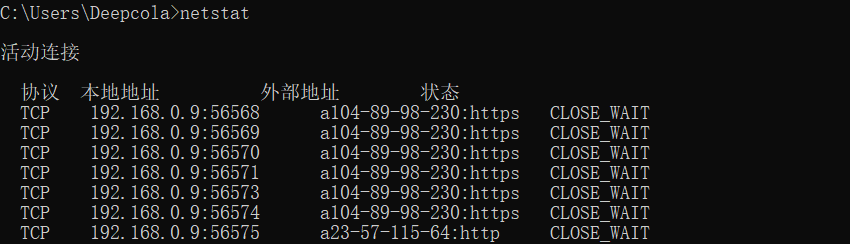 C:\Users\Deepcola>netstat
活动连接
协议 本地地址 外部地址 状态
TCP 192.168.0.9:56568 a104-89-98-230:https CLOSE_WAIT
TCP 192.168.0.9:56569 a104-89-98-230:https CLOSE_WAIT
TCP 192.168.0.9:56570 a104-89-98-230:https CLOSE_WAIT
TCP 192.168.0.9:56571 a104-89-98-230:https CLOSE_WAIT
TCP 192.168.0.9:56573 a104-89-98-230:https CLOSE_WAIT
TCP 192.168.0.9:56574 a104-89-98-230:https CLOSE_WAIT
TCP 192.168.0.9:56575 a23-57-115-64:http CLOSE_WAIT